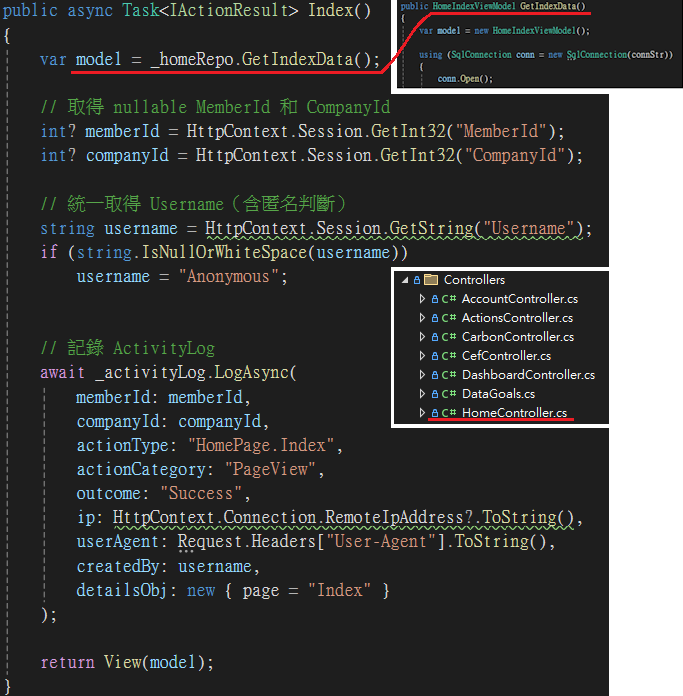 public async Task<IActionResult> Index()
{
var model = _homeRepo.GetIndexData();
// 取得 nullable MemberId 和 CompanyId
int? memberId = HttpContext.Session.GetInt32("MemberId");
int? companyId = HttpContext.Session.GetInt32("CompanyId");
// 統一取得 Username（含匿名判斷）
string username = HttpContext.Session.GetString("Username");
if (string.IsNullOrWhiteSpace(username))
username = "Anonymous";
// 記錄 ActivityLog
await _activityLog.LogAsync(
memberId: memberId,
companyId: companyId,
actionType: "HomePage.Index",
actionCategory: "PageView",
outcome: "Success",
ip: HttpContext.Connection.RemoteIpAddress?.ToString(),
userAgent: Request.Headers["User-Agent"].ToString(),
createdBy: username,
detailsObj: new { page = "Index" }
);
return View(model);
}
public HomeIndexViewModel GetIndexData()
{
var model = new HomeIndexViewModel();
using (SqlConnection conn = new SqlConnection(connStr))
{
conn.Open();
Controllers
C# AccountController.cs
C# ActionsController.cs
C# CarbonController.cs
C# CefController.cs
C# DashboardController.cs
C# DataGoals.cs
C# HomeController.cs